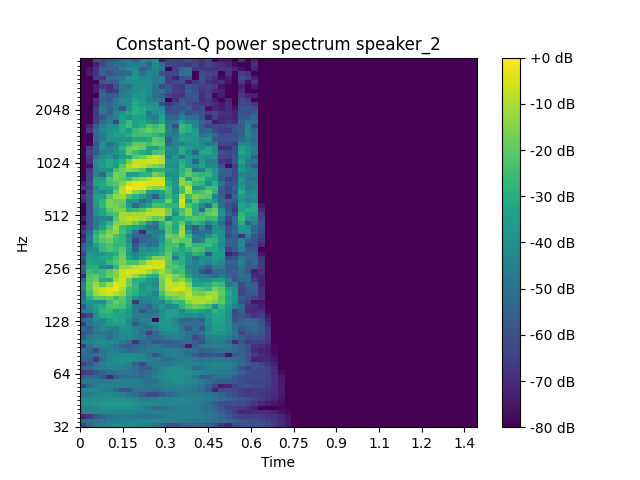 Constant-Q power spectrum speaker_2
+0 dB
-10 dB
-20 dB
-30 dB
-40 dB
-50 dB
-60 dB
-70 dB
-80 dB
Hz
2048
1024
512
256
128
64
32
0 0.15 0.3 0.45 0.6 0.75 0.9 1.1 1.2 1.4
Time